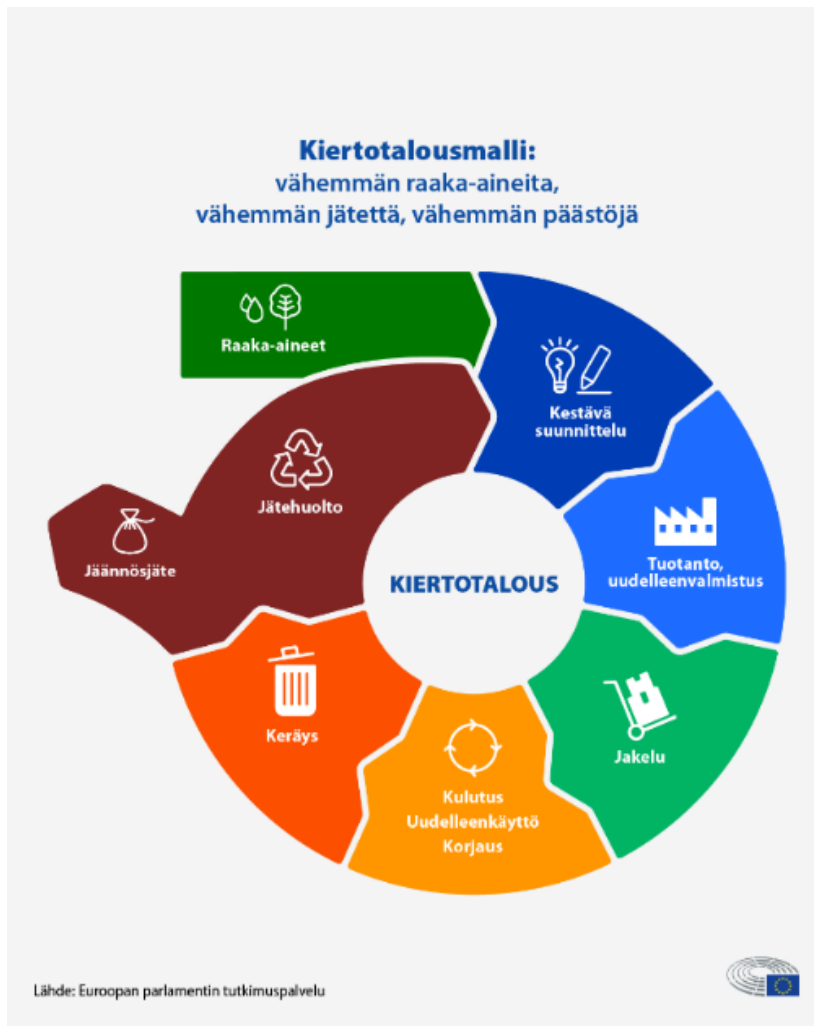 Kiertotalousmalli:
vähemmän raaka-aineita,
vähemmän jätettä, vähemmän päästöjä
Raaka-aineet
Kestävä
suunnittelu
Tuotanto,
uudelleenvalmistus
Jakelu
Kulutus
Uudelleenkäyttö
Korjaus
Keräys
Jätehuolto
Jäännösjäte
KIERTOTALOUS
Lähde: Euroopan parlamentin tutkimuspalvelu